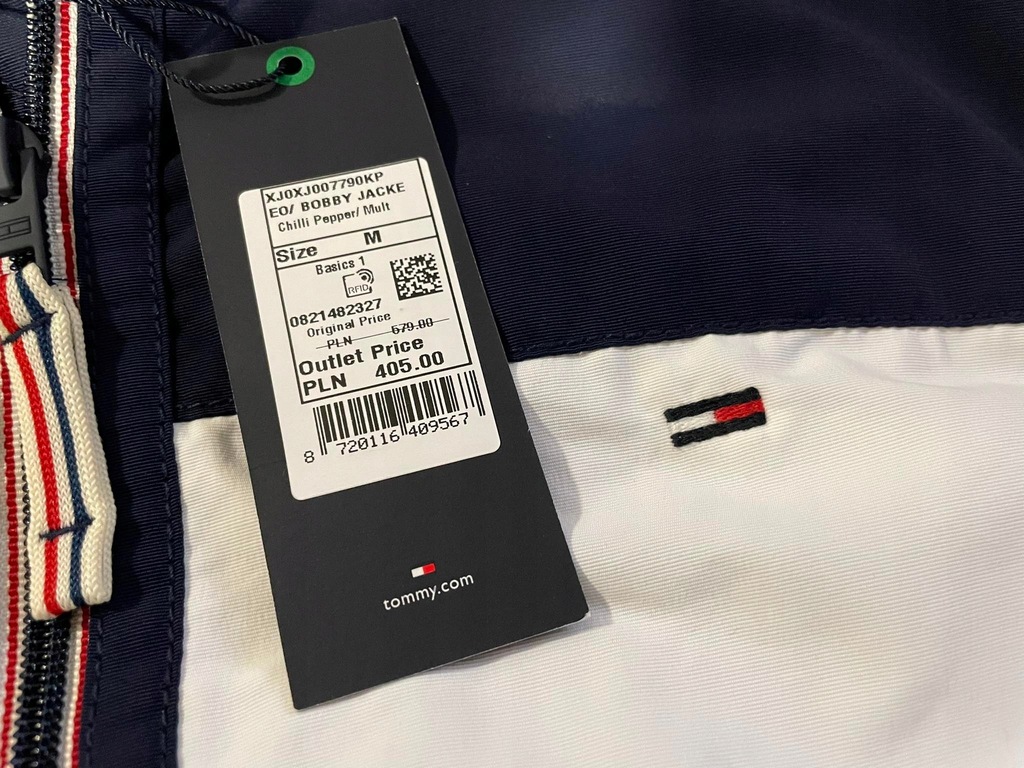 XJ0XJ007790KP
EO/ BOBBY JACKE
Chilli Pepper/ Mult
Size M
Basics 1
RFID
0821482327
Original Price
PLN 579.00
Outlet Price
PLN 405.00
8 720116 409567
tommy.com